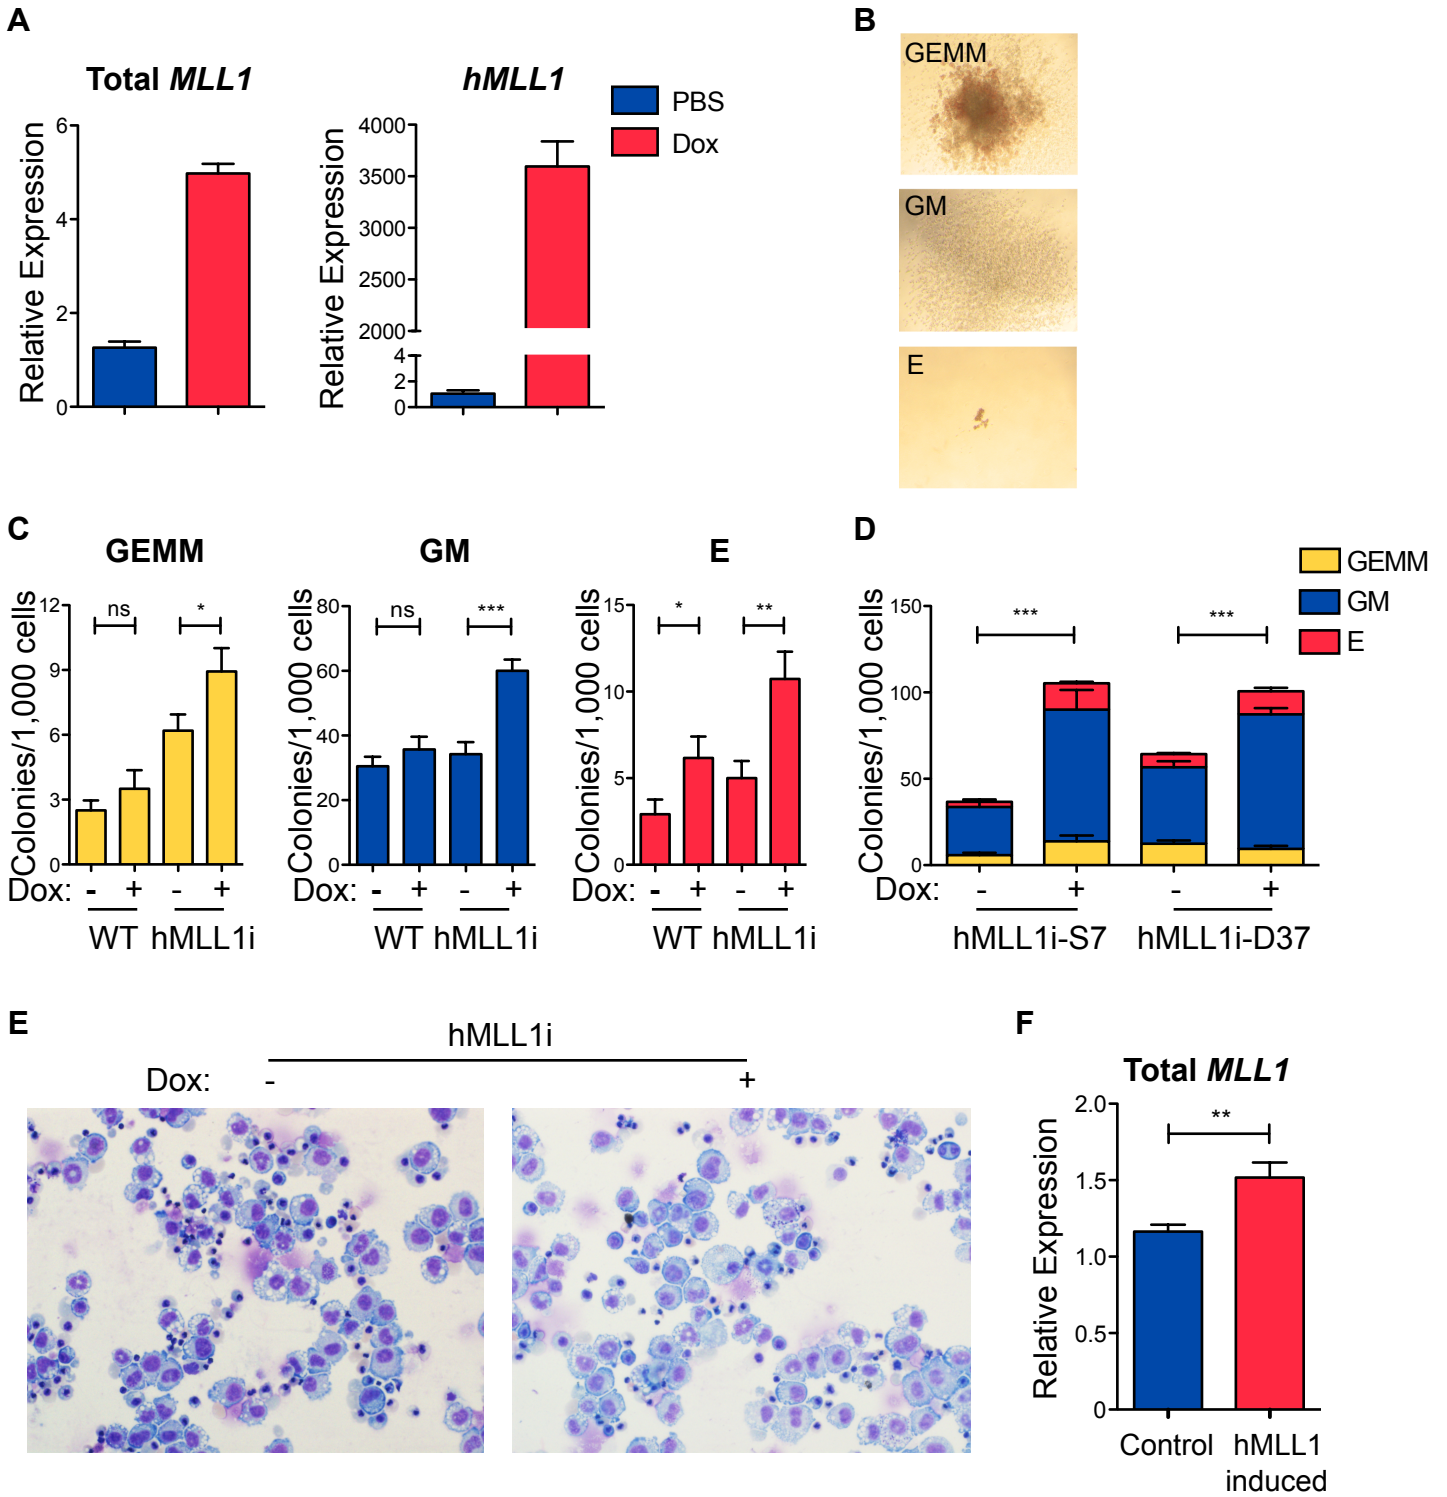 A
Total MLL1
Relative Expression
6
4
2
0
hMLL1
Relative Expression
4000
3500
3000
2500
2000
4
2
0
PBS
Dox
B
GEMM
GM
E
C
GEMM
Colonies/1,000 cells
12
9
6
3
0
ns
*
Dox: - + - +
WT hMLL1i
GM
Colonies/1,000 cells
80
60
40
20
0
ns
***
Dox: - + - +
WT hMLL1i
E
Colonies/1,000 cells
15
10
5
0
*
**
Dox: - + - +
WT hMLL1i
D
GEMM
GM
E
Colonies/1,000 cells
150
100
50
0
***
***
Dox: - + - +
hMLL1i-S7 hMLL1i-D37
E
hMLL1i
Dox: - +
F
Total MLL1
Relative Expression
2.0
1.5
1.0
0.5
0
**
Control hMLL1
induced